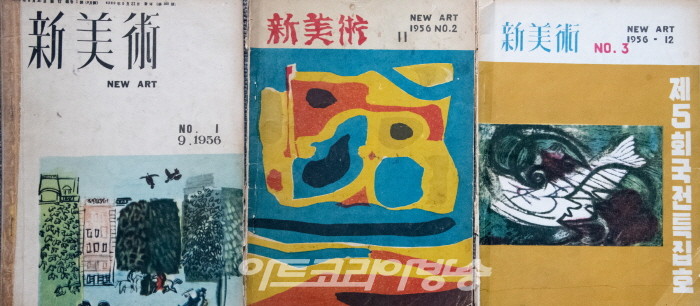 新美術
NEW ART
NO. 1
9.1956
新美術
NEW ART
11
1956 NO.2
新美術
NO. 3
NEW ART
1956 - 12
제5회국전특집호
아트코리아방송